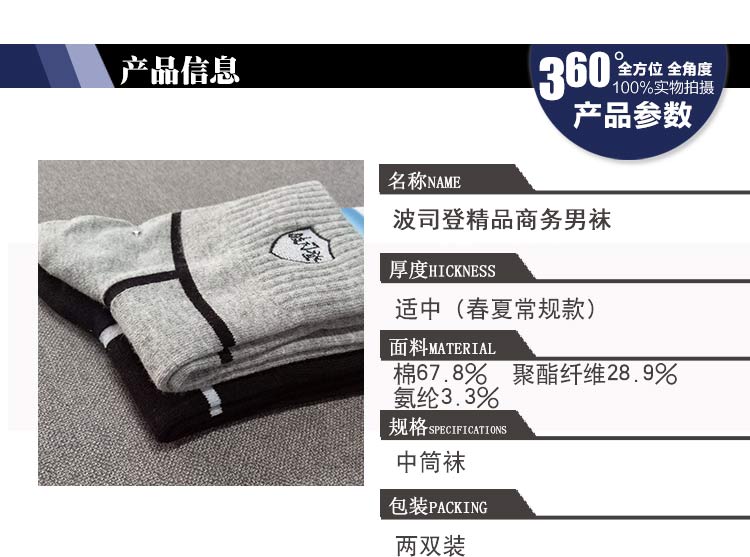 产品信息
360°
全方位 全角度
100%实物拍摄
产品参数
波司登
名称NAME
波司登精品商务男袜
厚度HICKNESS
适中（春夏常规款）
面料MATERIAL
棉67.8% 聚酯纤维28.9%
氨纶3.3%
规格SPECIFICATIONS
中筒袜
包装PACKING
两双装